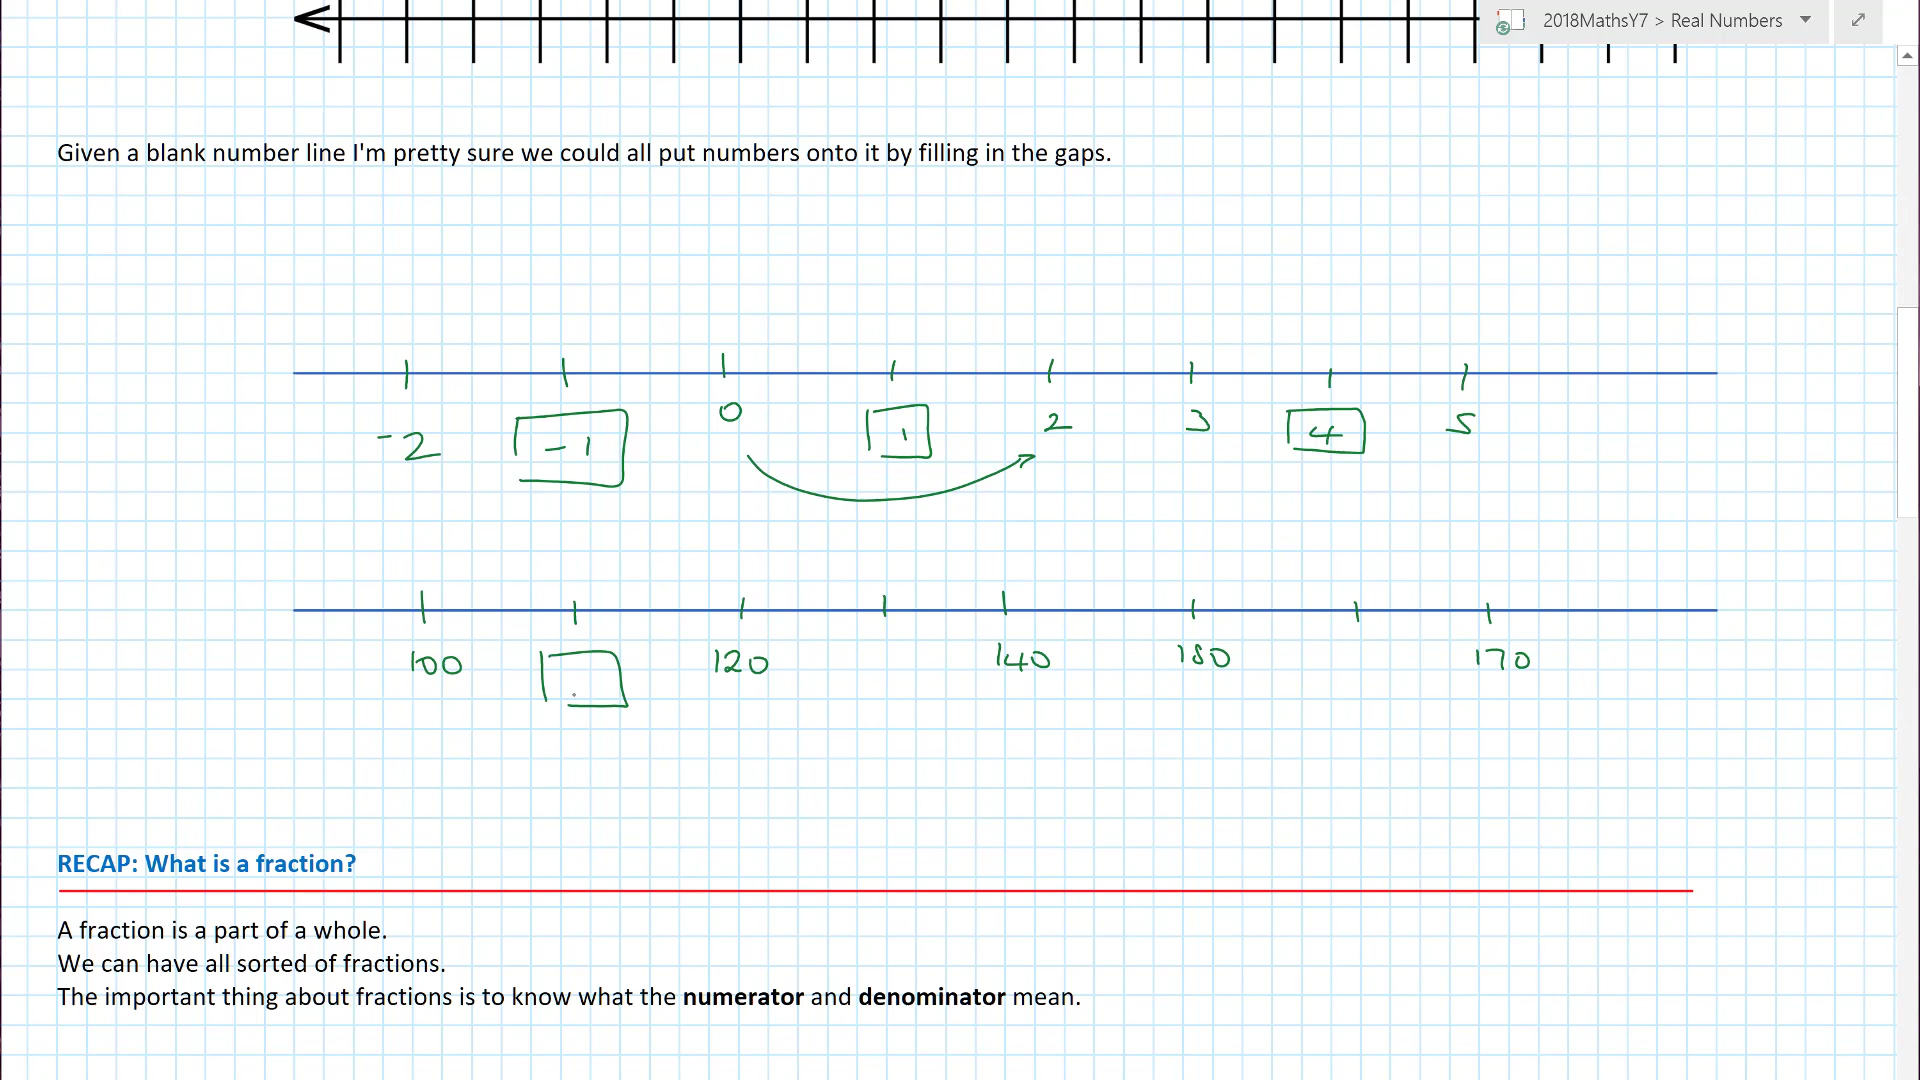 2018MathsY7 > Real Numbers
Given a blank number line I'm pretty sure we could all put numbers onto it by filling in the gaps.
-2 -1 0 1 2 3 4 5
100 120 140 150 170
RECAP: What is a fraction?
A fraction is a part of a whole.
We can have all sorted of fractions.
The important thing about fractions is to know what the numerator and denominator mean.